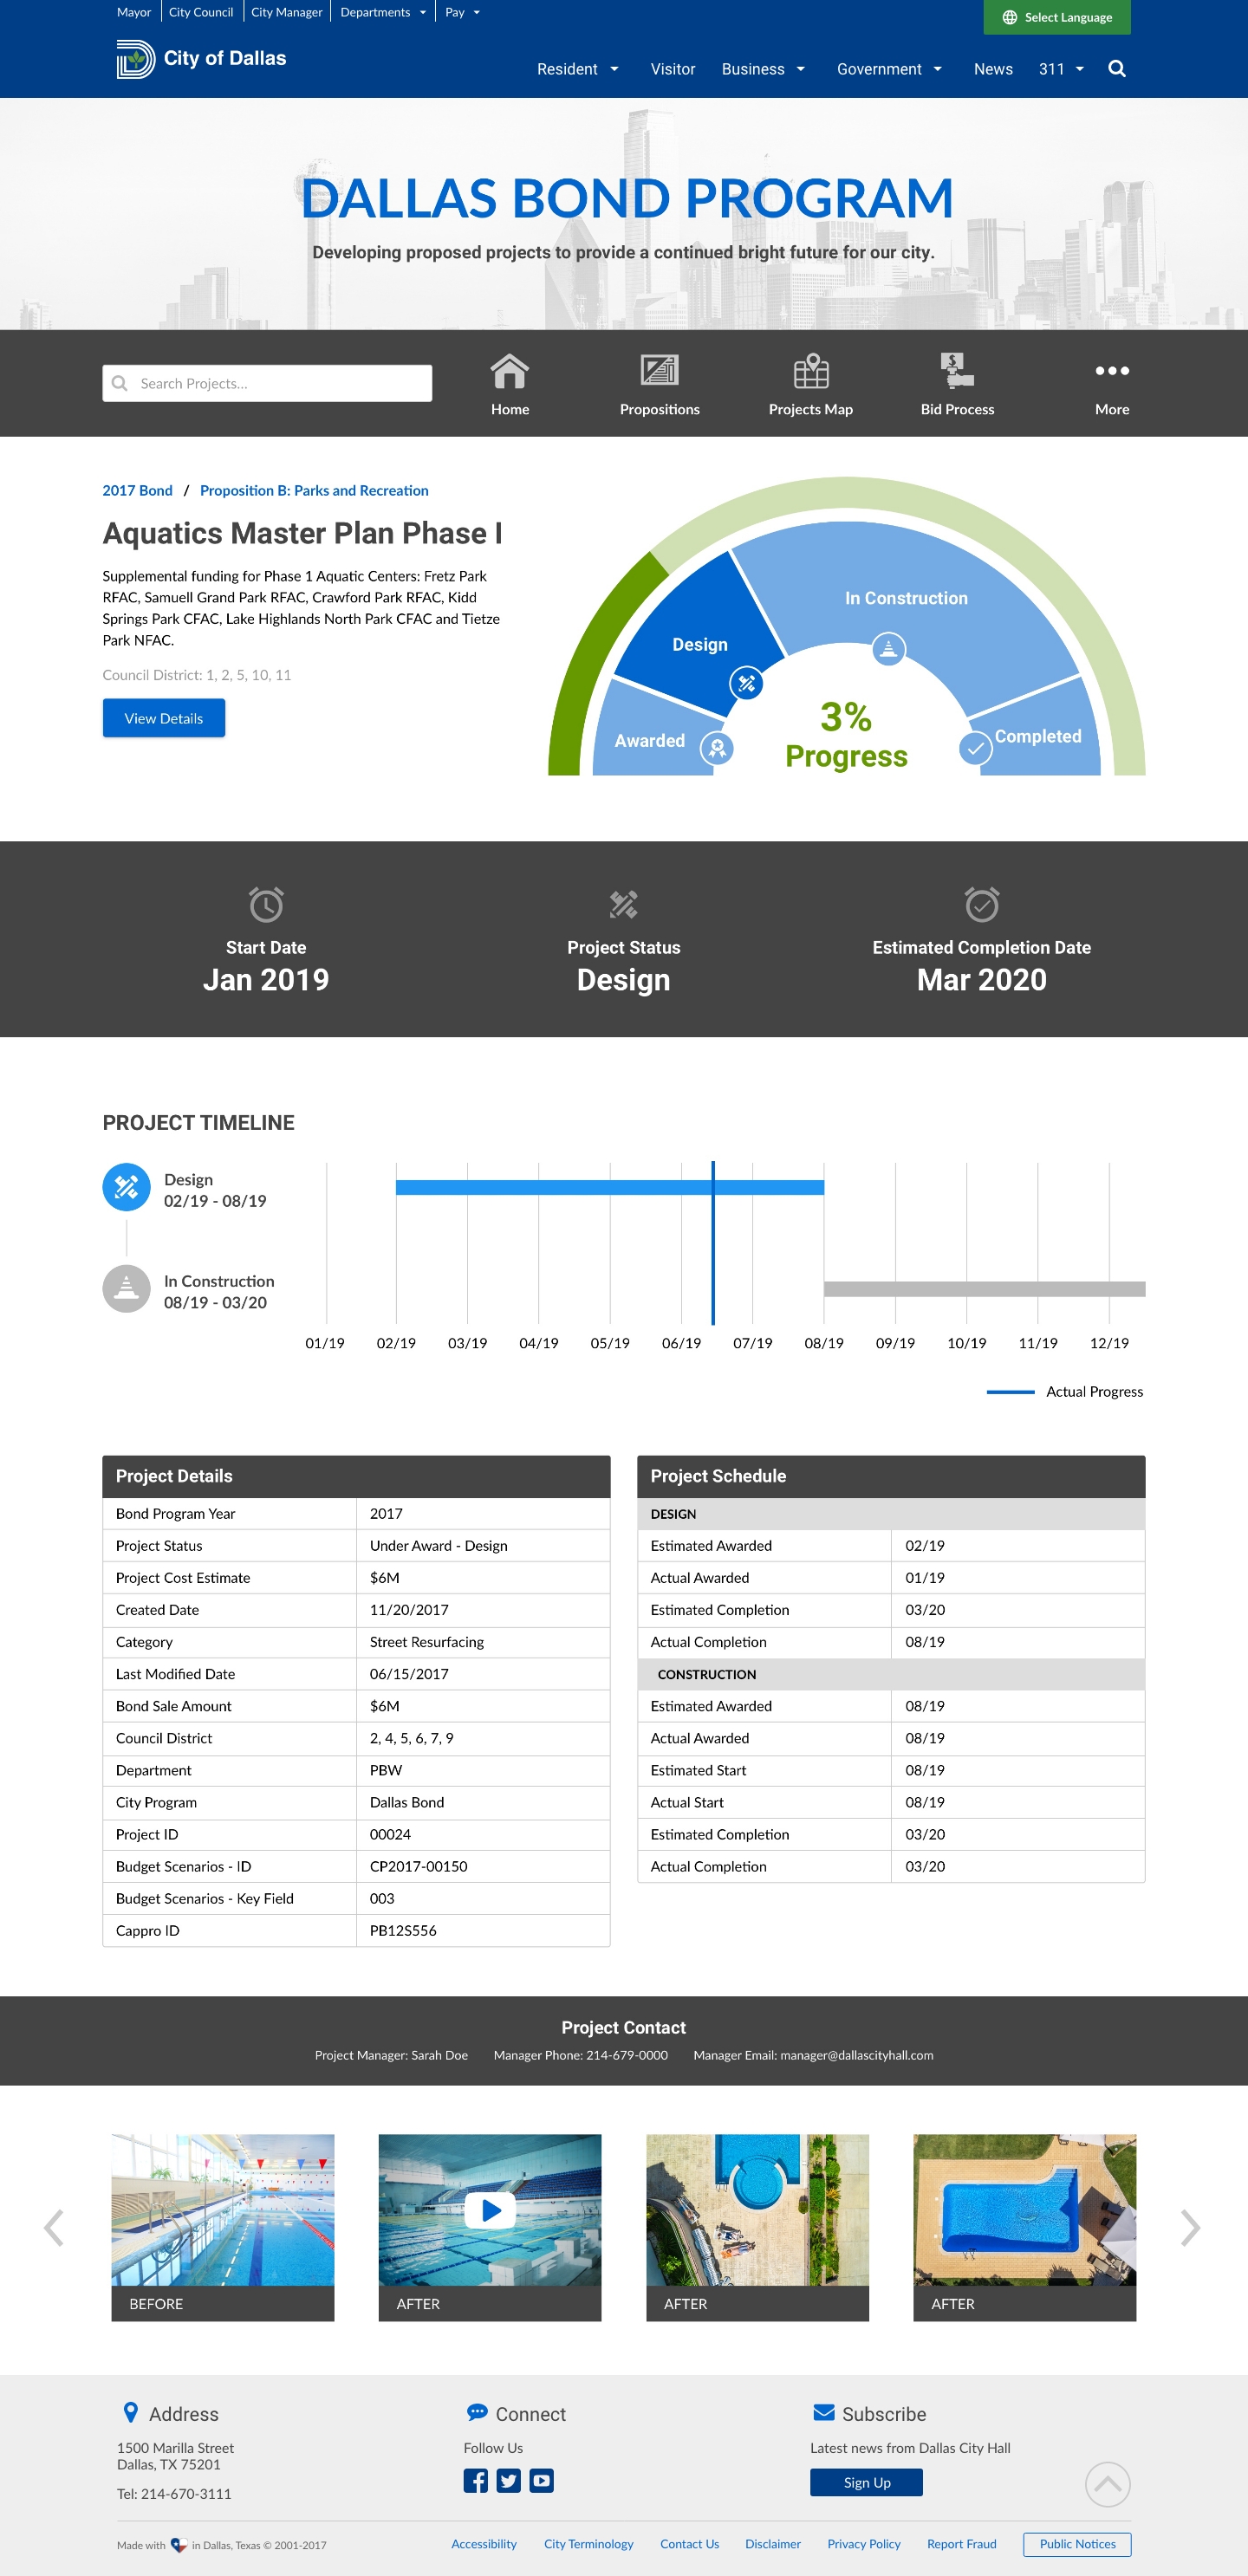 Mayor City Council City Manager Departments Pay
Select Language
City of Dallas
Resident Visitor Business Government News 311
DALLAS BOND PROGRAM
Developing proposed projects to provide a continued bright future for our city.
Search Projects...
Home Propositions Projects Map Bid Process More
2017 Bond / Proposition B: Parks and Recreation
Aquatics Master Plan Phase I
Supplemental funding for Phase 1 Aquatic Centers: Fretz Park
RFAC, Samuell Grand Park RFAC, Crawford Park RFAC, Kidd
Springs Park CFAC, Lake Highlands North Park CFAC and Tietze
Park NFAC.
Council District: 1, 2, 5, 10, 11
View Details
In Construction
Design
Awarded
Completed
3%
Progress
Start Date
Jan 2019
Project Status
Design
Estimated Completion Date
Mar 2020
PROJECT TIMELINE
Design
02/19 - 08/19
In Construction
08/19 - 03/20
01/19 02/19 03/19 04/19 05/19 06/19 07/19 08/19 09/19 10/19 11/19 12/19
Actual Progress
Project Details
Bond Program Year 2017
Project Status Under Award - Design
Project Cost Estimate $6M
Created Date 11/20/2017
Category Street Resurfacing
Last Modified Date 06/15/2017
Bond Sale Amount $6M
Council District 2, 4, 5, 6, 7, 9
Department PBW
City Program Dallas Bond
Project ID 00024
Budget Scenarios - ID CP2017-00150
Budget Scenarios - Key Field 003
Cappro ID PB12S556
Project Schedule
DESIGN
Estimated Awarded 02/19
Actual Awarded 01/19
Estimated Completion 03/20
Actual Completion 08/19
CONSTRUCTION
Estimated Awarded 08/19
Actual Awarded 08/19
Estimated Start 08/19
Actual Start 08/19
Estimated Completion 03/20
Actual Completion 03/20
Project Contact
Project Manager: Sarah Doe Manager Phone: 214-679-0000 Manager Email: manager@dallascityhall.com
BEFORE AFTER AFTER AFTER
Address
1500 Marilla Street
Dallas, TX 75201
Tel: 214-670-3111
Connect
Follow Us
Subscribe
Latest news from Dallas City Hall
Sign Up
Made with in Dallas, Texas © 2001-2017
Accessibility City Terminology Contact Us Disclaimer Privacy Policy Report Fraud Public Notices